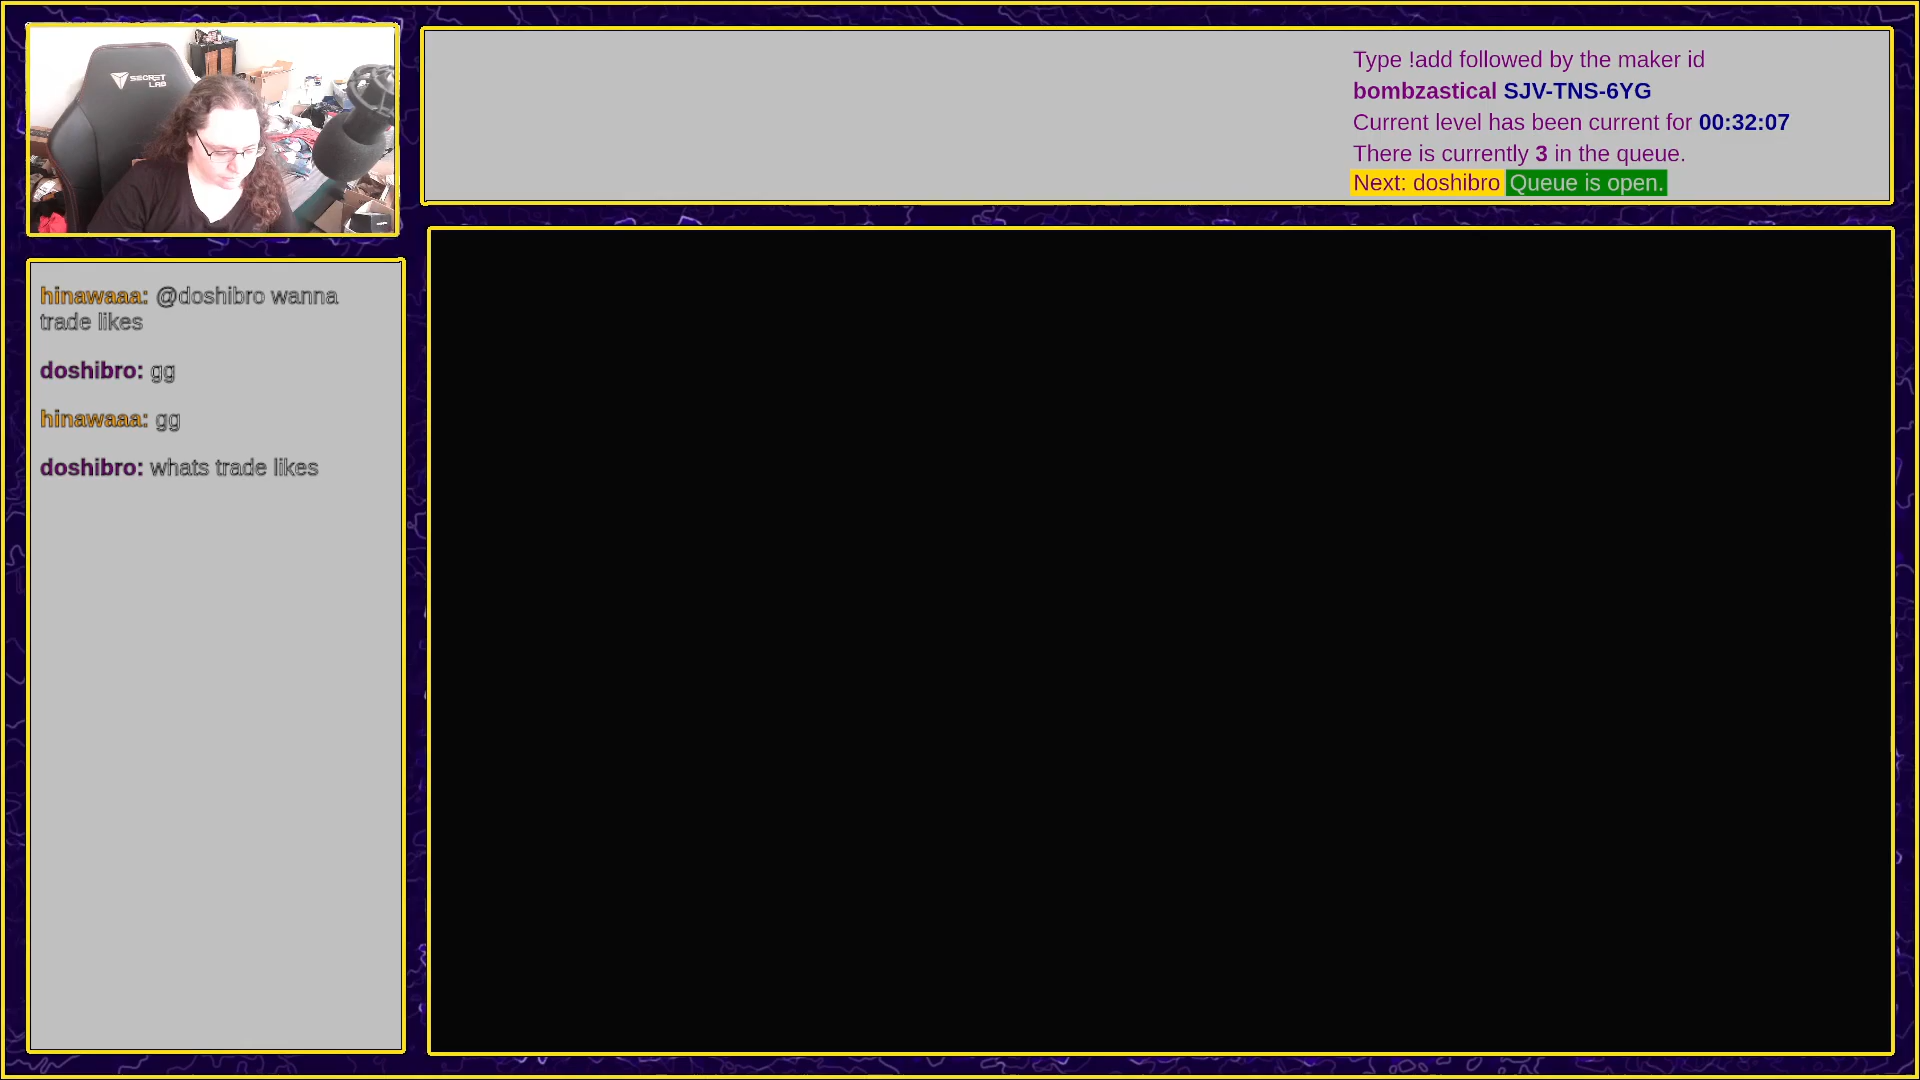 SECRET
LAB
Type !add followed by the maker id
bombzastical SJV-TNS-6YG
Current level has been current for 00:32:07
There is currently 3 in the queue.
Next: doshibro Queue is open.
hinawaaa: @doshibro wanna
trade likes
doshibro: gg
hinawaaa: gg
doshibro: whats trade likes